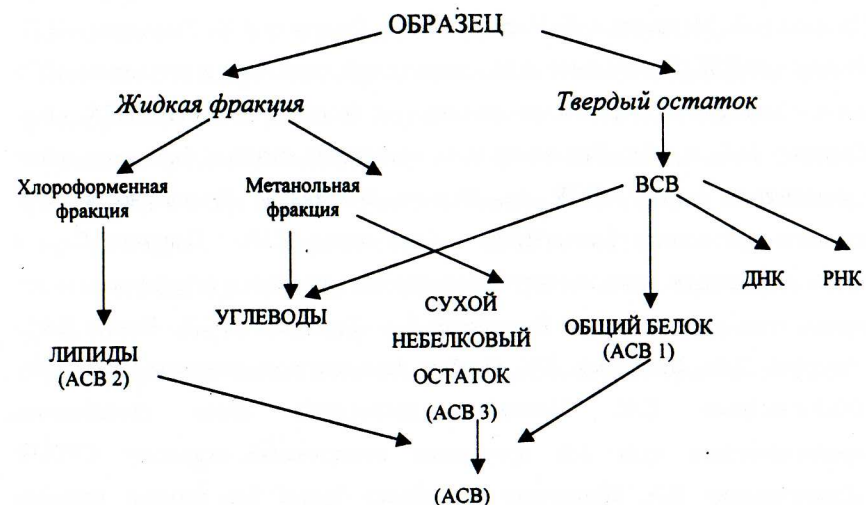 ОБРАЗЕЦ
Жидкая фракция
Твердый остаток
Хлороформенная
фракция
Метанольная
фракция
ВСВ
ДНК
РНК
УГЛЕВОДЫ
СУХОЙ
НЕБЕЛКОВЫЙ
ОСТАТОК
(АСВ 3)
ОБЩИЙ БЕЛОК
(АСВ 1)
ЛИПИДЫ
(АСВ 2)
(АСВ)